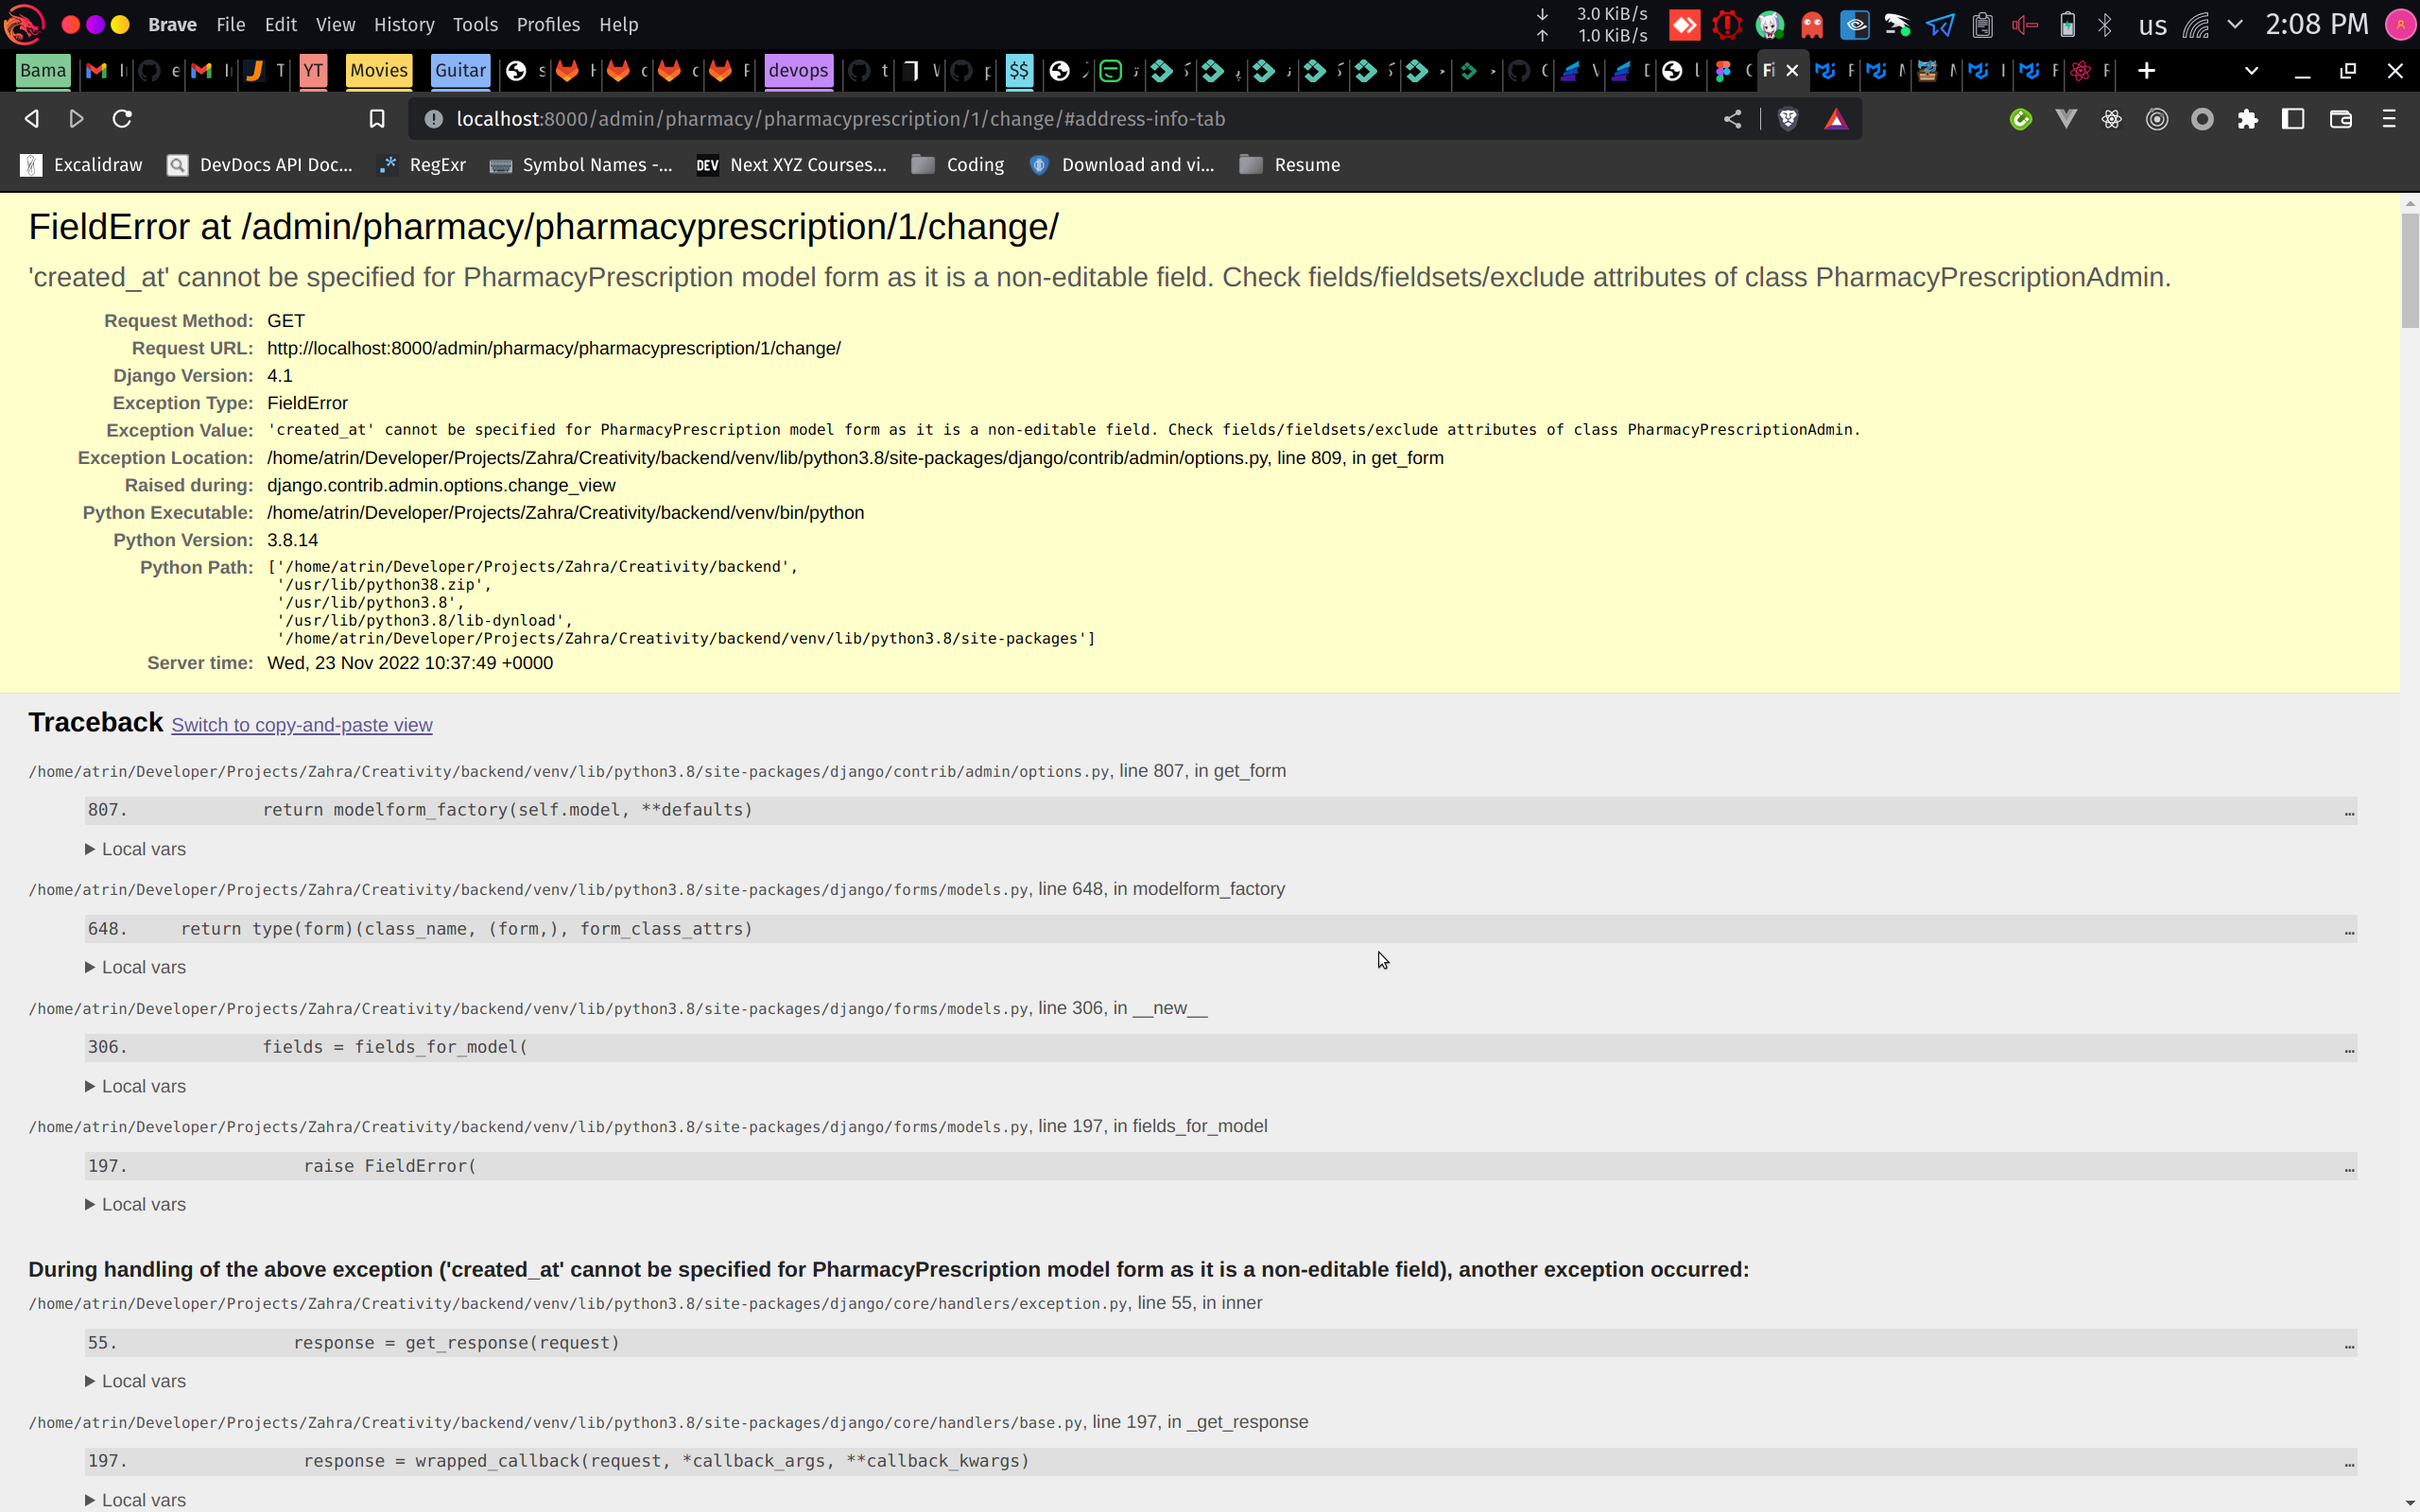 Brave File Edit View History Tools Profiles Help
↓ 3.0 KiB/s
↑ 1.0 KiB/s
us
2:08 PM
Bama YT Movies Guitar devops $$ Fi
localhost:8000/admin/pharmacy/pharmacyprescription/1/change/#address-info-tab
Excalidraw DevDocs API Doc... RegExr Symbol Names -... DEV Next XYZ Courses... Coding Download and vi... Resume
FieldError at /admin/pharmacy/pharmacyprescription/1/change/
'created_at' cannot be specified for PharmacyPrescription model form as it is a non-editable field. Check fields/fieldsets/exclude attributes of class PharmacyPrescriptionAdmin.
Request Method: GET
Request URL: http://localhost:8000/admin/pharmacy/pharmacyprescription/1/change/
Django Version: 4.1
Exception Type: FieldError
Exception Value: 'created_at' cannot be specified for PharmacyPrescription model form as it is a non-editable field. Check fields/fieldsets/exclude attributes of class PharmacyPrescriptionAdmin.
Exception Location: /home/atrin/Developer/Projects/Zahra/Creativity/backend/venv/lib/python3.8/site-packages/django/contrib/admin/options.py, line 809, in get_form
Raised during: django.contrib.admin.options.change_view
Python Executable: /home/atrin/Developer/Projects/Zahra/Creativity/backend/venv/bin/python
Python Version: 3.8.14
Python Path: ['/home/atrin/Developer/Projects/Zahra/Creativity/backend',
'/usr/lib/python38.zip',
'/usr/lib/python3.8',
'/usr/lib/python3.8/lib-dynload',
'/home/atrin/Developer/Projects/Zahra/Creativity/backend/venv/lib/python3.8/site-packages']
Server time: Wed, 23 Nov 2022 10:37:49 +0000
Traceback Switch to copy-and-paste view
/home/atrin/Developer/Projects/Zahra/Creativity/backend/venv/lib/python3.8/site-packages/django/contrib/admin/options.py, line 807, in get_form
807. return modelform_factory(self.model, **defaults) …
▶ Local vars
/home/atrin/Developer/Projects/Zahra/Creativity/backend/venv/lib/python3.8/site-packages/django/forms/models.py, line 648, in modelform_factory
648. return type(form)(class_name, (form,), form_class_attrs) …
▶ Local vars
/home/atrin/Developer/Projects/Zahra/Creativity/backend/venv/lib/python3.8/site-packages/django/forms/models.py, line 306, in __new__
306. fields = fields_for_model( …
▶ Local vars
/home/atrin/Developer/Projects/Zahra/Creativity/backend/venv/lib/python3.8/site-packages/django/forms/models.py, line 197, in fields_for_model
197. raise FieldError( …
▶ Local vars
During handling of the above exception ('created_at' cannot be specified for PharmacyPrescription model form as it is a non-editable field), another exception occurred:
/home/atrin/Developer/Projects/Zahra/Creativity/backend/venv/lib/python3.8/site-packages/django/core/handlers/exception.py, line 55, in inner
55. response = get_response(request) …
▶ Local vars
/home/atrin/Developer/Projects/Zahra/Creativity/backend/venv/lib/python3.8/site-packages/django/core/handlers/base.py, line 197, in _get_response
197. response = wrapped_callback(request, *callback_args, **callback_kwargs) …
▶ Local vars